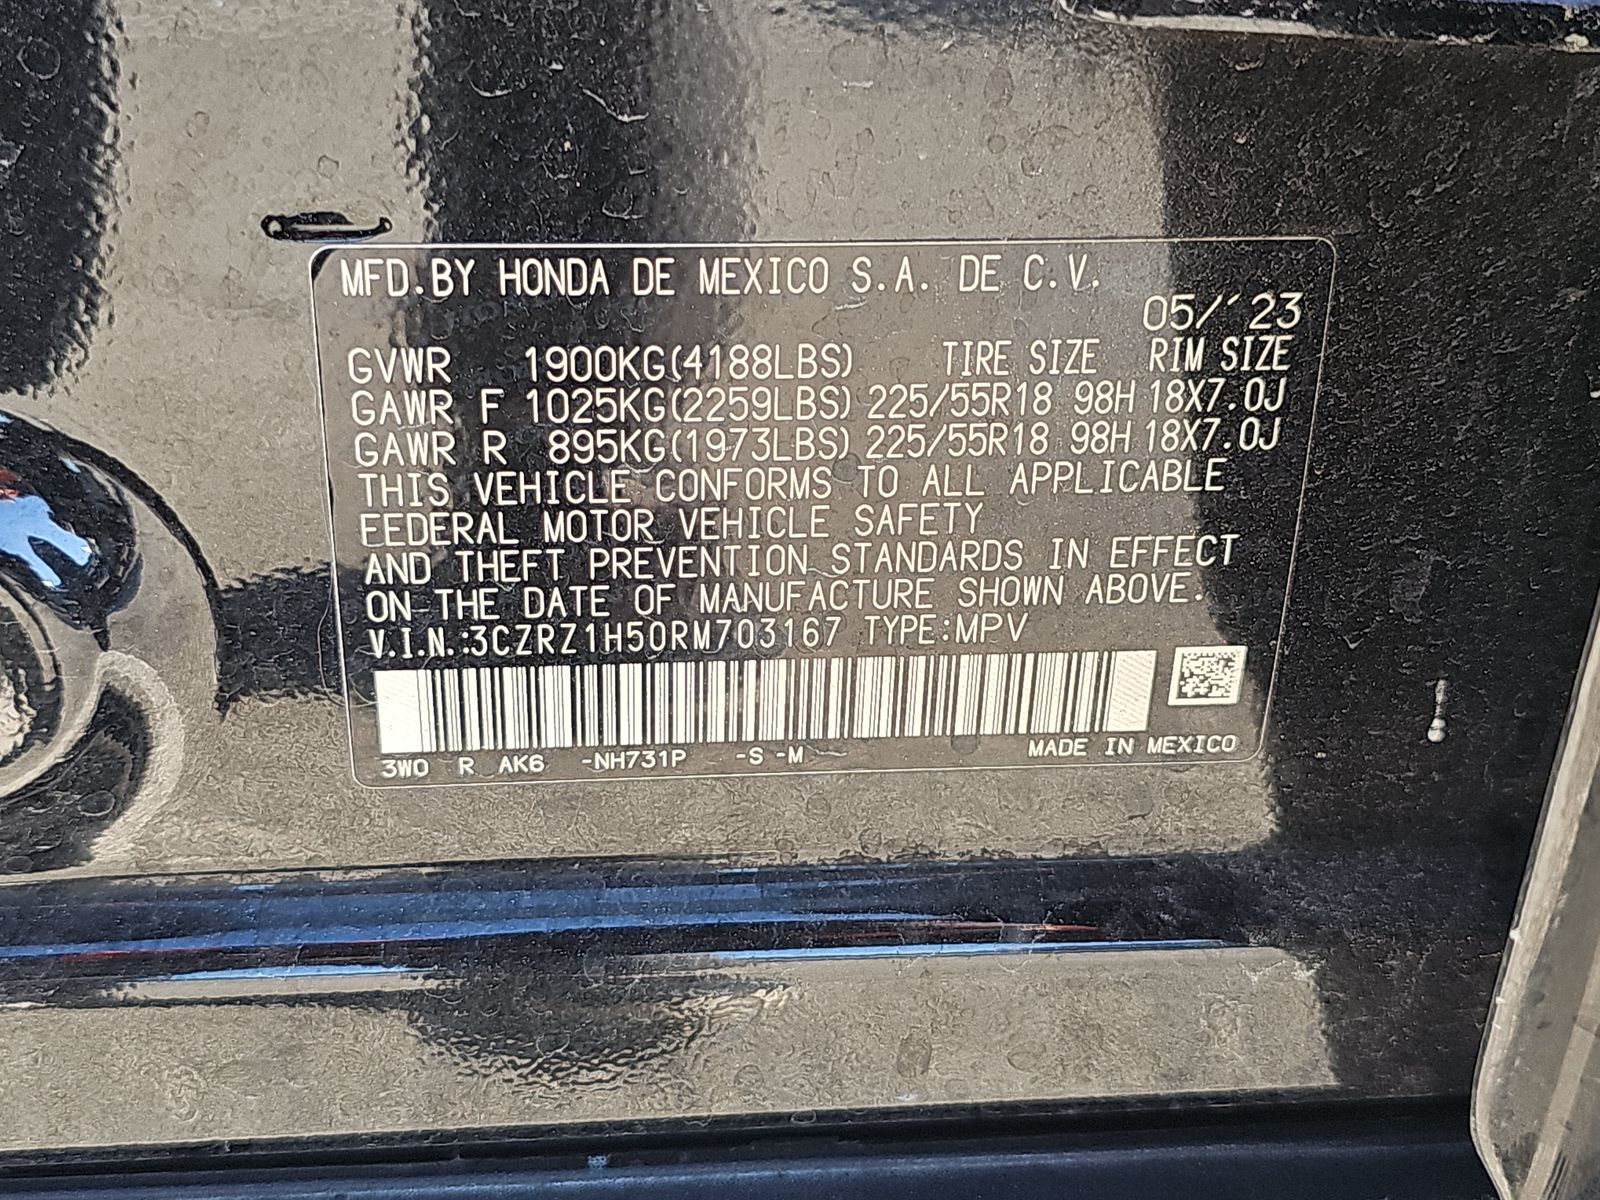 MFD.BY HONDA DE MEXICO S.A. DE C.V.
05/'23
GVWR 1900KG(4188LBS) TIRE SIZE RIM SIZE
GAWR F 1025KG(2259LBS) 225/55R18 98H 18X7.0J
GAWR R 895KG(1973LBS) 225/55R18 98H 18X7.0J
THIS VEHICLE CONFORMS TO ALL APPLICABLE
FEDERAL MOTOR VEHICLE SAFETY
AND THEFT PREVENTION STANDARDS IN EFFECT
ON THE DATE OF MANUFACTURE SHOWN ABOVE.
V.I.N.:3CZRZ1H50RM703167 TYPE:MPV
3W0 R AK6 -NH731P -S -M MADE IN MEXICO